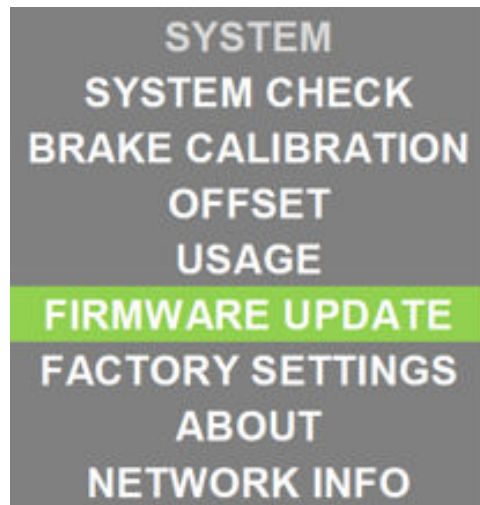 SYSTEM
SYSTEM CHECK
BRAKE CALIBRATION
OFFSET
USAGE
FIRMWARE UPDATE
FACTORY SETTINGS
ABOUT
NETWORK INFO